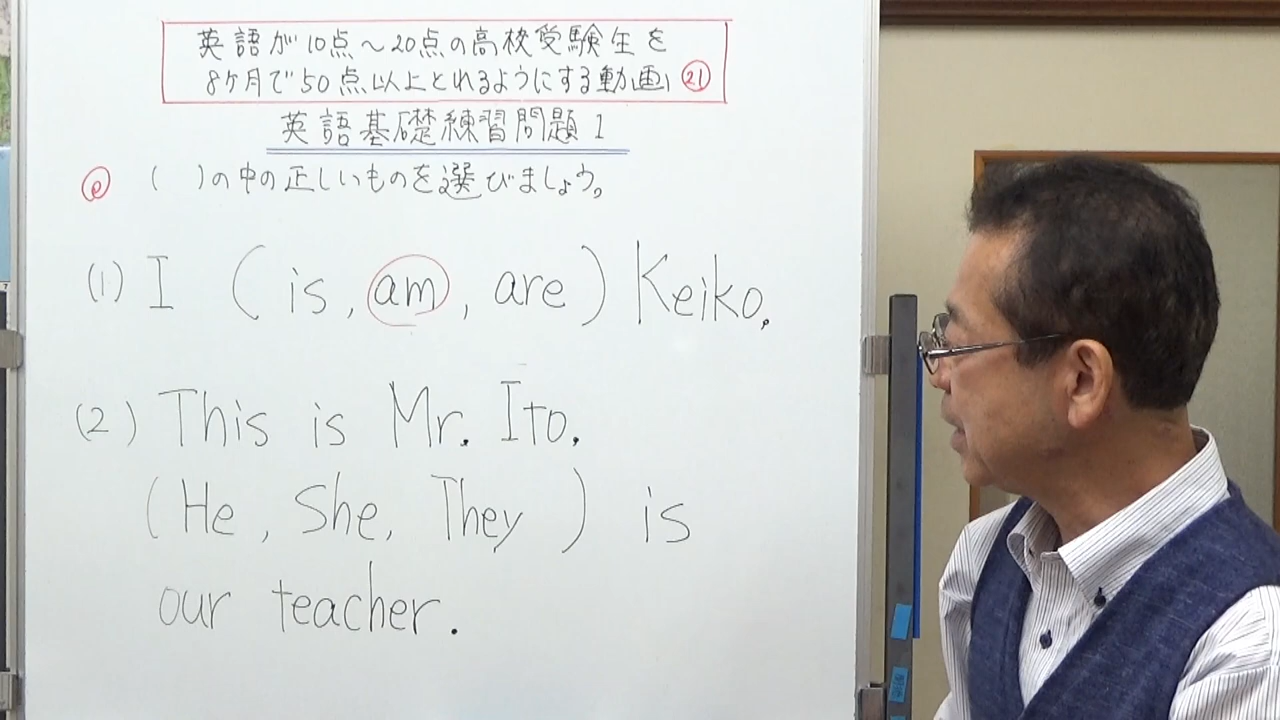 英語が10点～20点の高校受験生を
8ケ月で50点以上とれるようにする動画 21
英語基礎練習問題1
Q ( )の中の正しいものを選びましょう。
(1) I ( is , am , are ) Keiko.
(2) This is Mr. Ito.
(He, She, They ) is
our teacher.